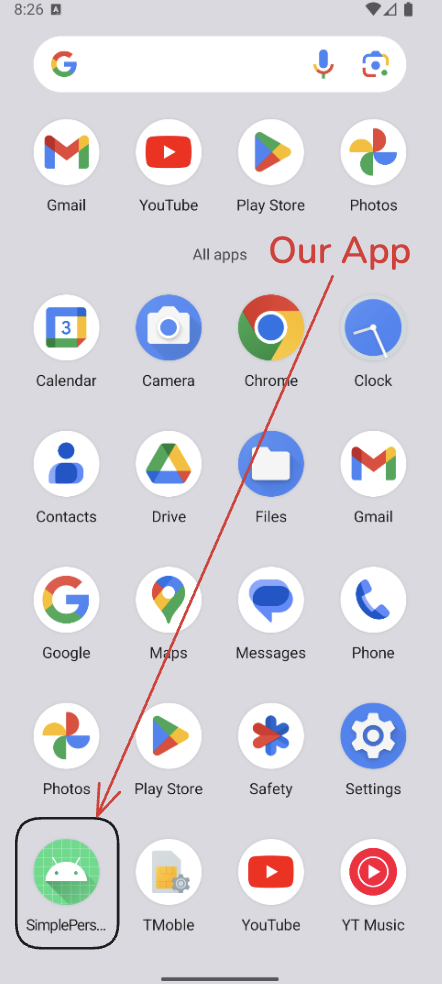 8:26 A
Gmail YouTube Play Store Photos
All apps Our App
Calendar Camera Chrome Clock
Contacts Drive Files Gmail
Google Maps Messages Phone
Photos Play Store Safety Settings
SimplePers... TMoble YouTube YT Music